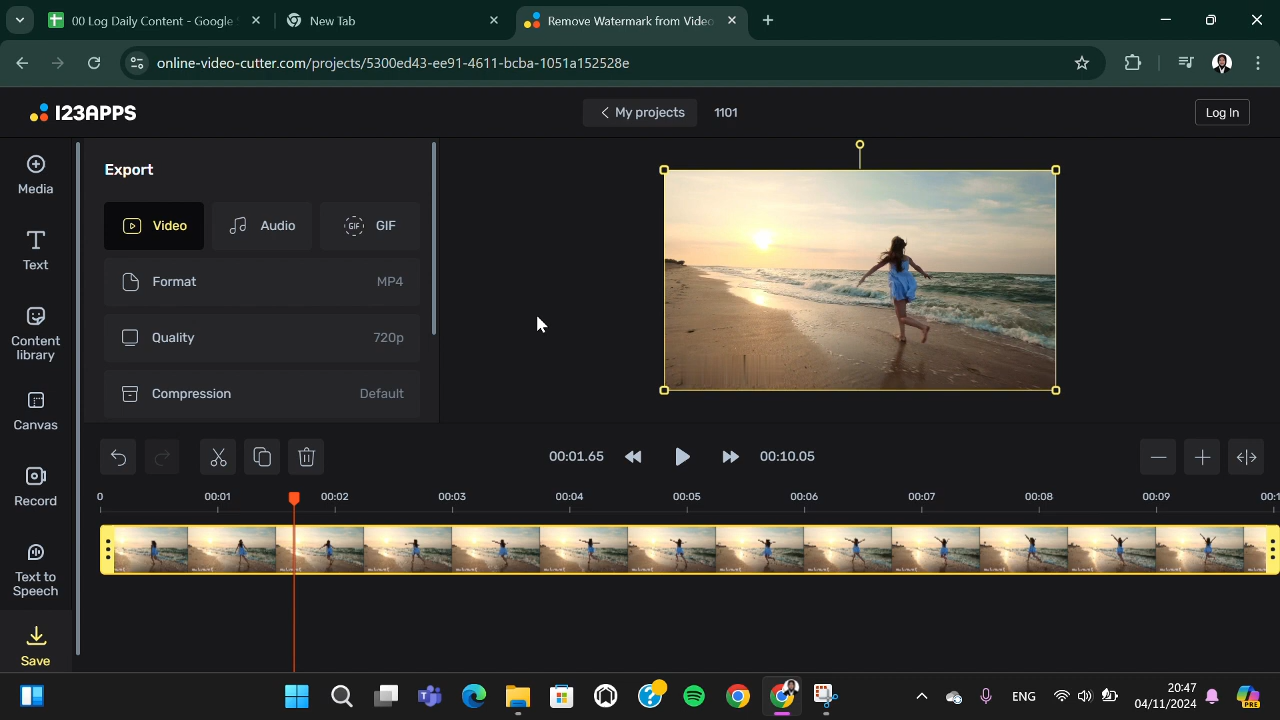 00 Log Daily Content - Google
New Tab
Remove Watermark from Video
online-video-cutter.com/projects/5300ed43-ee91-4611-bcba-1051a152528e
123APPS
My projects
1101
Log In
Media
Text
Content
library
Canvas
Record
Text to
Speech
Save
Export
Video
Audio
GIF
GIF
Format
MP4
Quality
720p
Compression
Default
00:01.65
00:10.05
0
00:01
00:02
00:03
00:04
00:05
00:06
00:07
00:08
00:09
00:1
ENG
20:47
04/11/2024
PRE